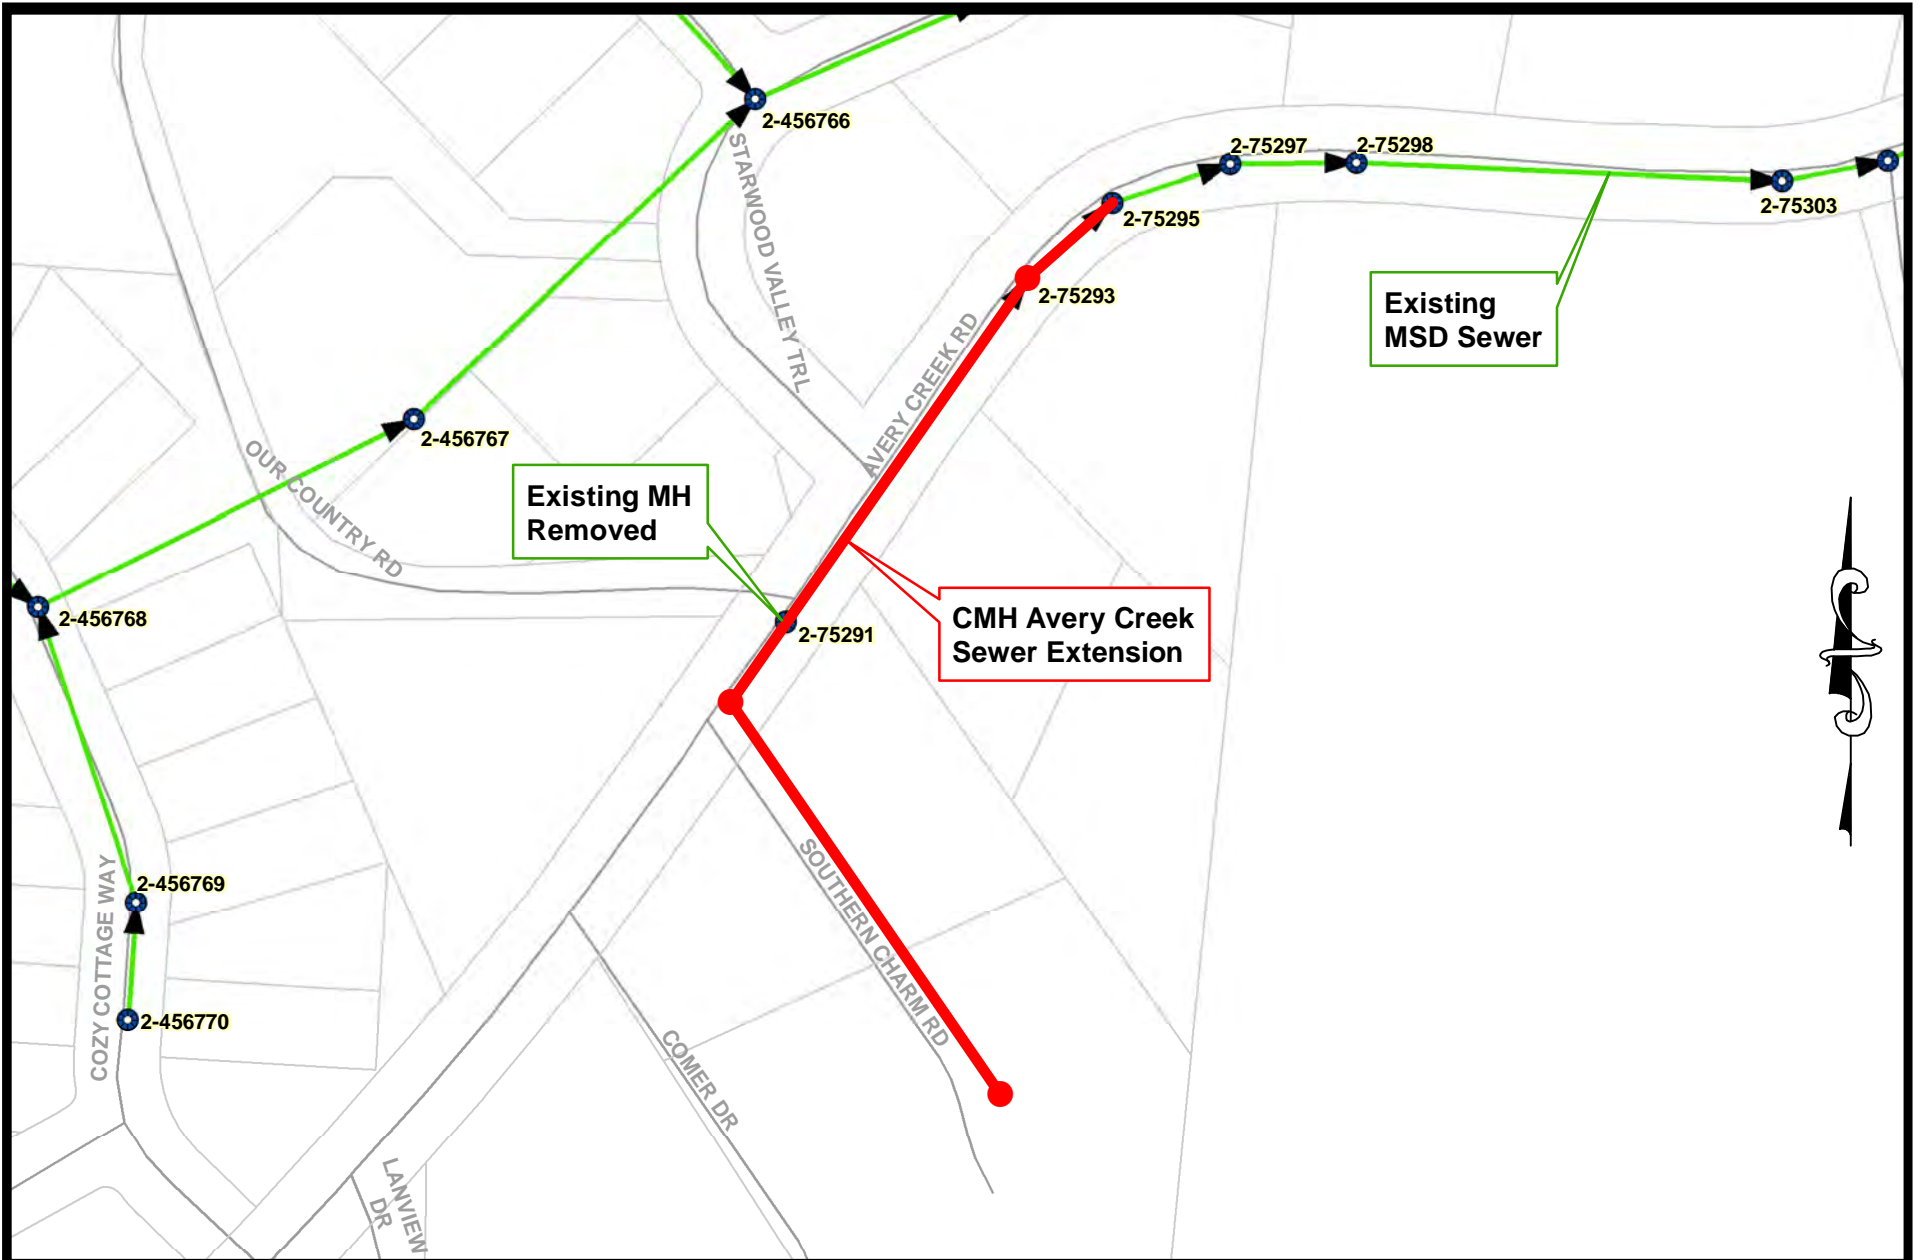 2-456766
2-75297
2-75298
2-75303
2-75295
STARWOOD VALLEY TRL
2-75293
Existing
MSD Sewer
AVERY CREEK RD
2-456767
OUR COUNTRY RD
Existing MH
Removed
2-456768
2-75291
CMH Avery Creek
Sewer Extension
SOUTHERN CHARM RD
2-456769
COZY COTTAGE WAY
2-456770
COMER DR
LANVIEW
DR